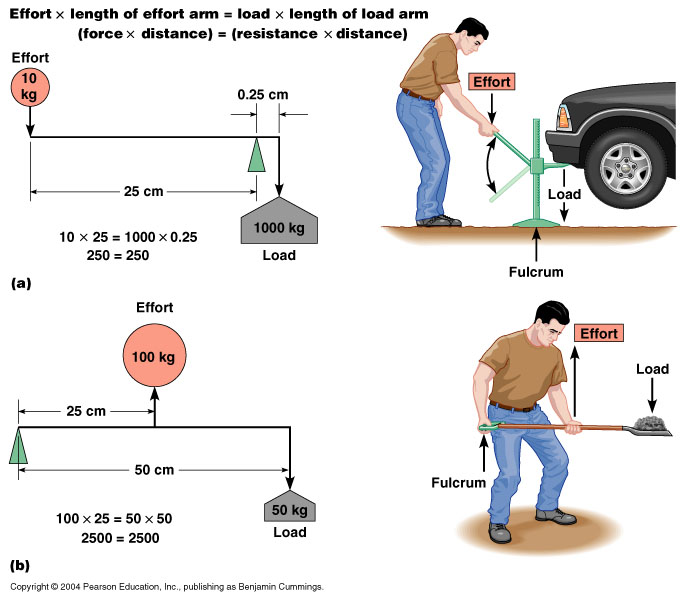 Effort × length of effort arm = load × length of load arm
(force × distance) = (resistance × distance)
Effort
10
kg
0.25 cm
25 cm
10 × 25 = 1000 × 0.25
250 = 250
1000 kg
Load
Effort
Load
Fulcrum
(a)
Effort
100 kg
25 cm
50 cm
100 × 25 = 50 × 50
2500 = 2500
50 kg
Load
Effort
Load
Fulcrum
(b)
Copyright © 2004 Pearson Education, Inc., publishing as Benjamin Cummings.